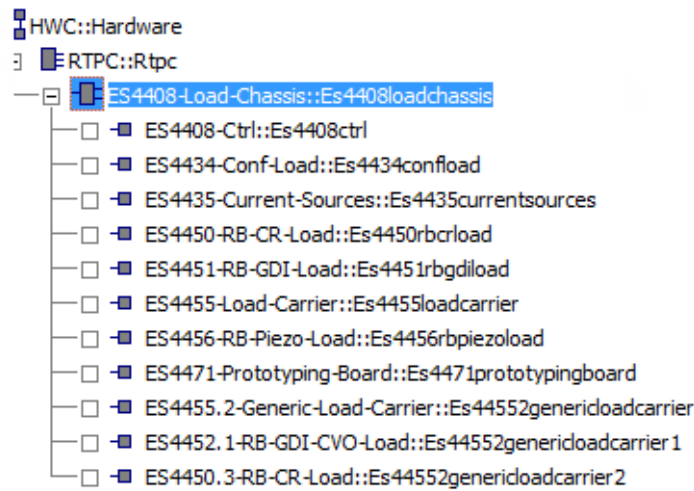 HWC::Hardware
RTPC::Rtpc
ES4408-Load-Chassis::Es4408loadchassis
ES4408-Ctrl::Es4408ctrl
ES4434-Conf-Load::Es4434confload
ES4435-Current-Sources::Es4435currentsources
ES4450-RB-CR-Load::Es4450rbcrload
ES4451-RB-GDI-Load::Es4451rbgdiload
ES4455-Load-Carrier::Es4455loadcarrier
ES4456-RB-Piezo-Load::Es4456rbpiezoload
ES4471-Prototyping-Board::Es4471prototypingboard
ES4455.2-Generic-Load-Carrier::Es44552genericloadcarrier
ES4452.1-RB-GDI-CVO-Load::Es44552genericloadcarrier1
ES4450.3-RB-CR-Load::Es44552genericloadcarrier2